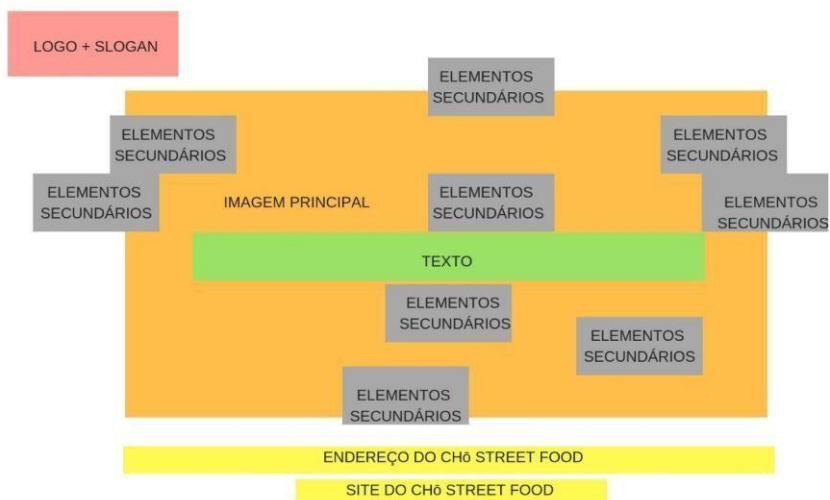 LOGO + SLOGAN
ELEMENTOS
SECUNDÁRIOS
ELEMENTOS
SECUNDÁRIOS
ELEMENTOS
SECUNDÁRIOS
ELEMENTOS
SECUNDÁRIOS
IMAGEM PRINCIPAL
ELEMENTOS
SECUNDÁRIOS
ELEMENTOS
SECUNDÁRIOS
TEXTO
ELEMENTOS
SECUNDÁRIOS
ELEMENTOS
SECUNDÁRIOS
ELEMENTOS
SECUNDÁRIOS
ENDEREÇO DO CHō STREET FOOD
SITE DO CHō STREET FOOD